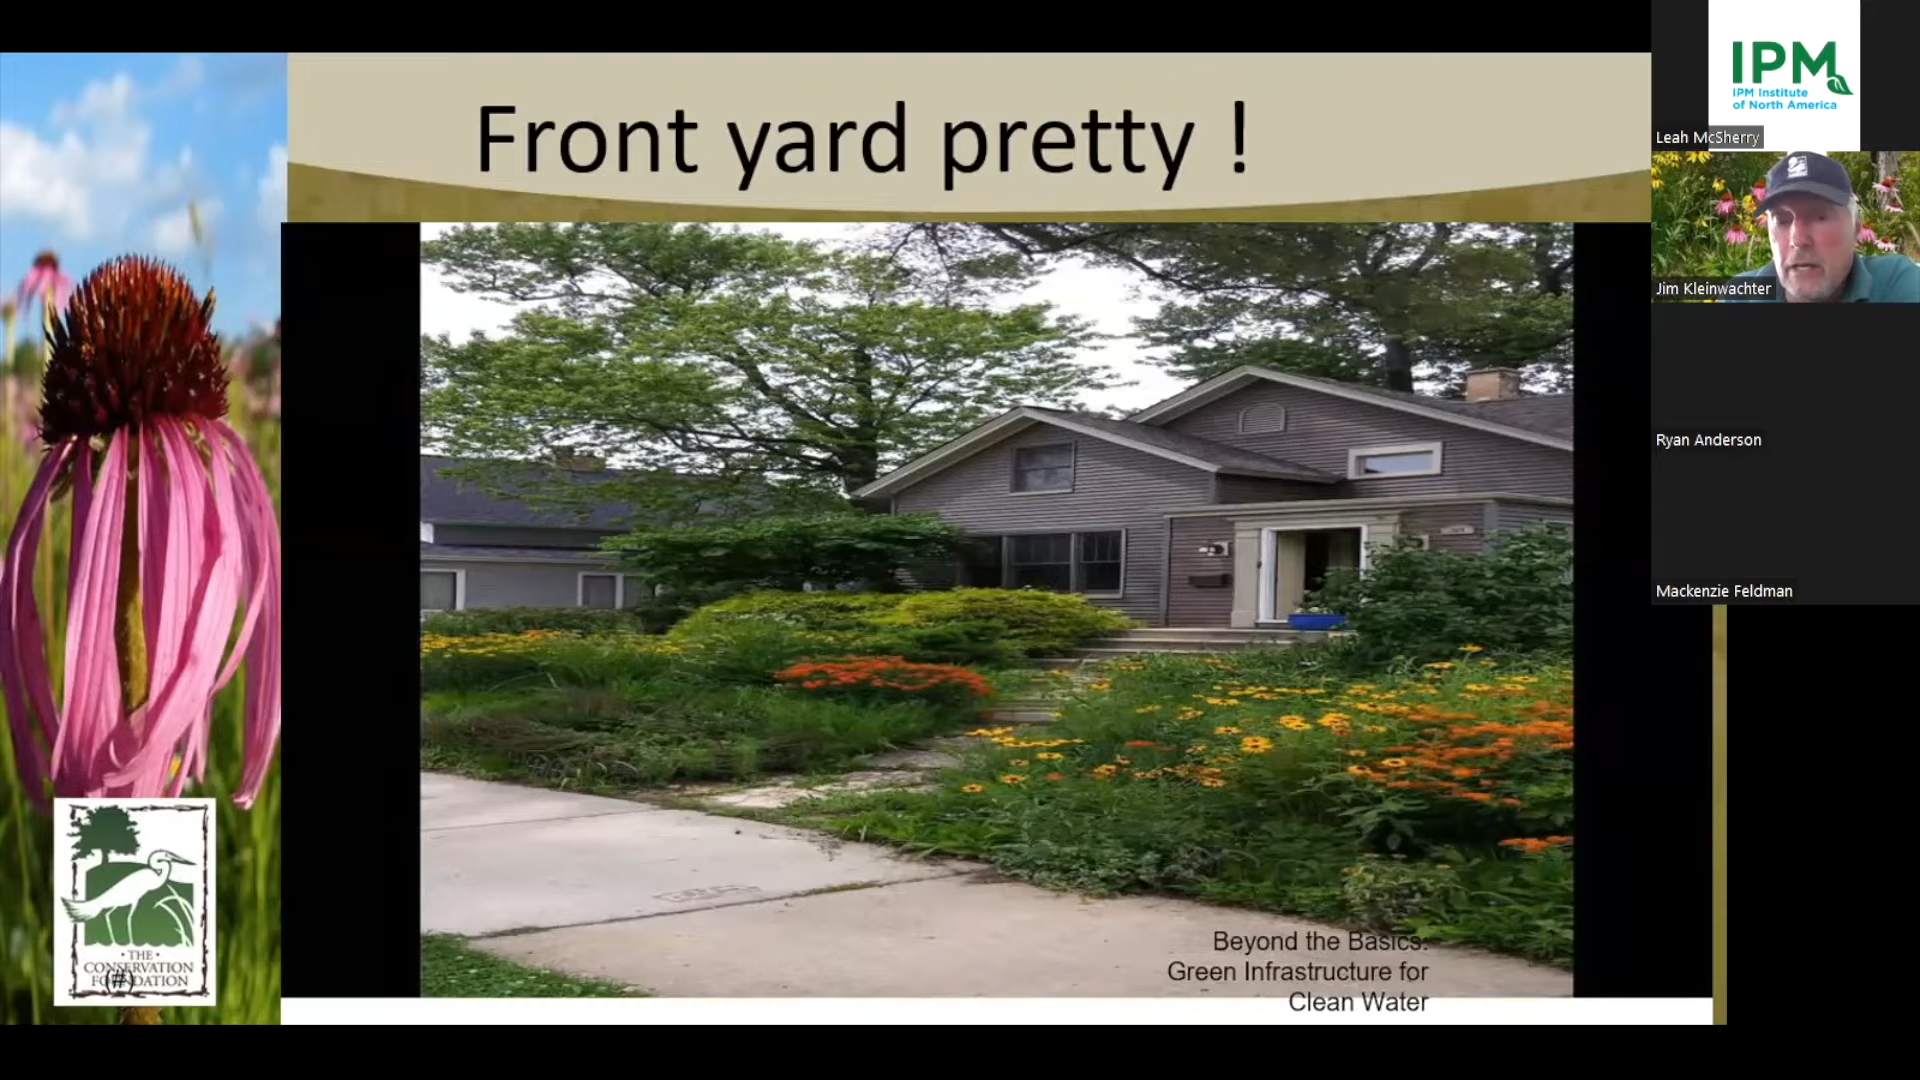 Front yard pretty !
IPM
IPM Institute
of North America
Leah McSherry
Jim Kleinwachter
Ryan Anderson
Mackenzie Feldman
• THE •
CONSERVATION
FOUNDATION
(#)
Beyond the Basics:
Green Infrastructure for
Clean Water